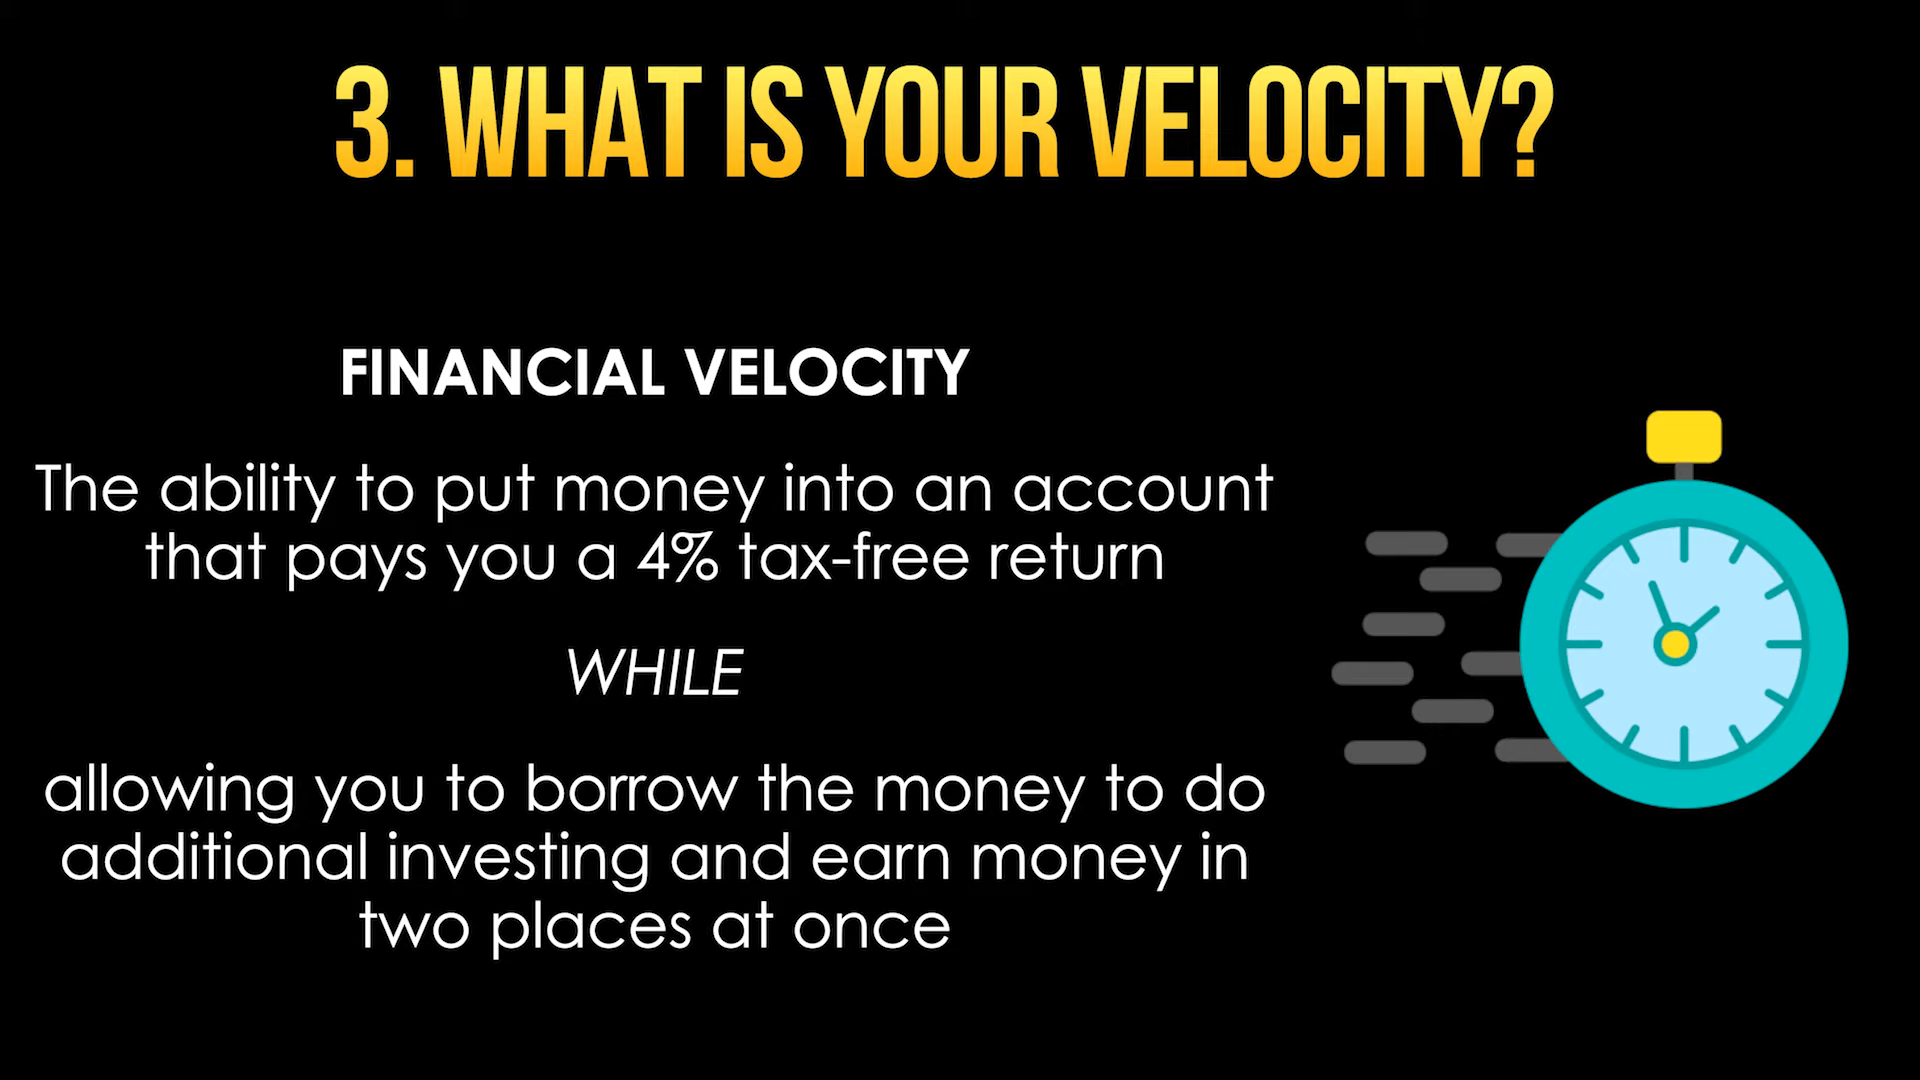 3. WHAT IS YOUR VELOCITY?
FINANCIAL VELOCITY
The ability to put money into an account
that pays you a 4% tax-free return
WHILE
allowing you to borrow the money to do
additional investing and earn money in
two places at once